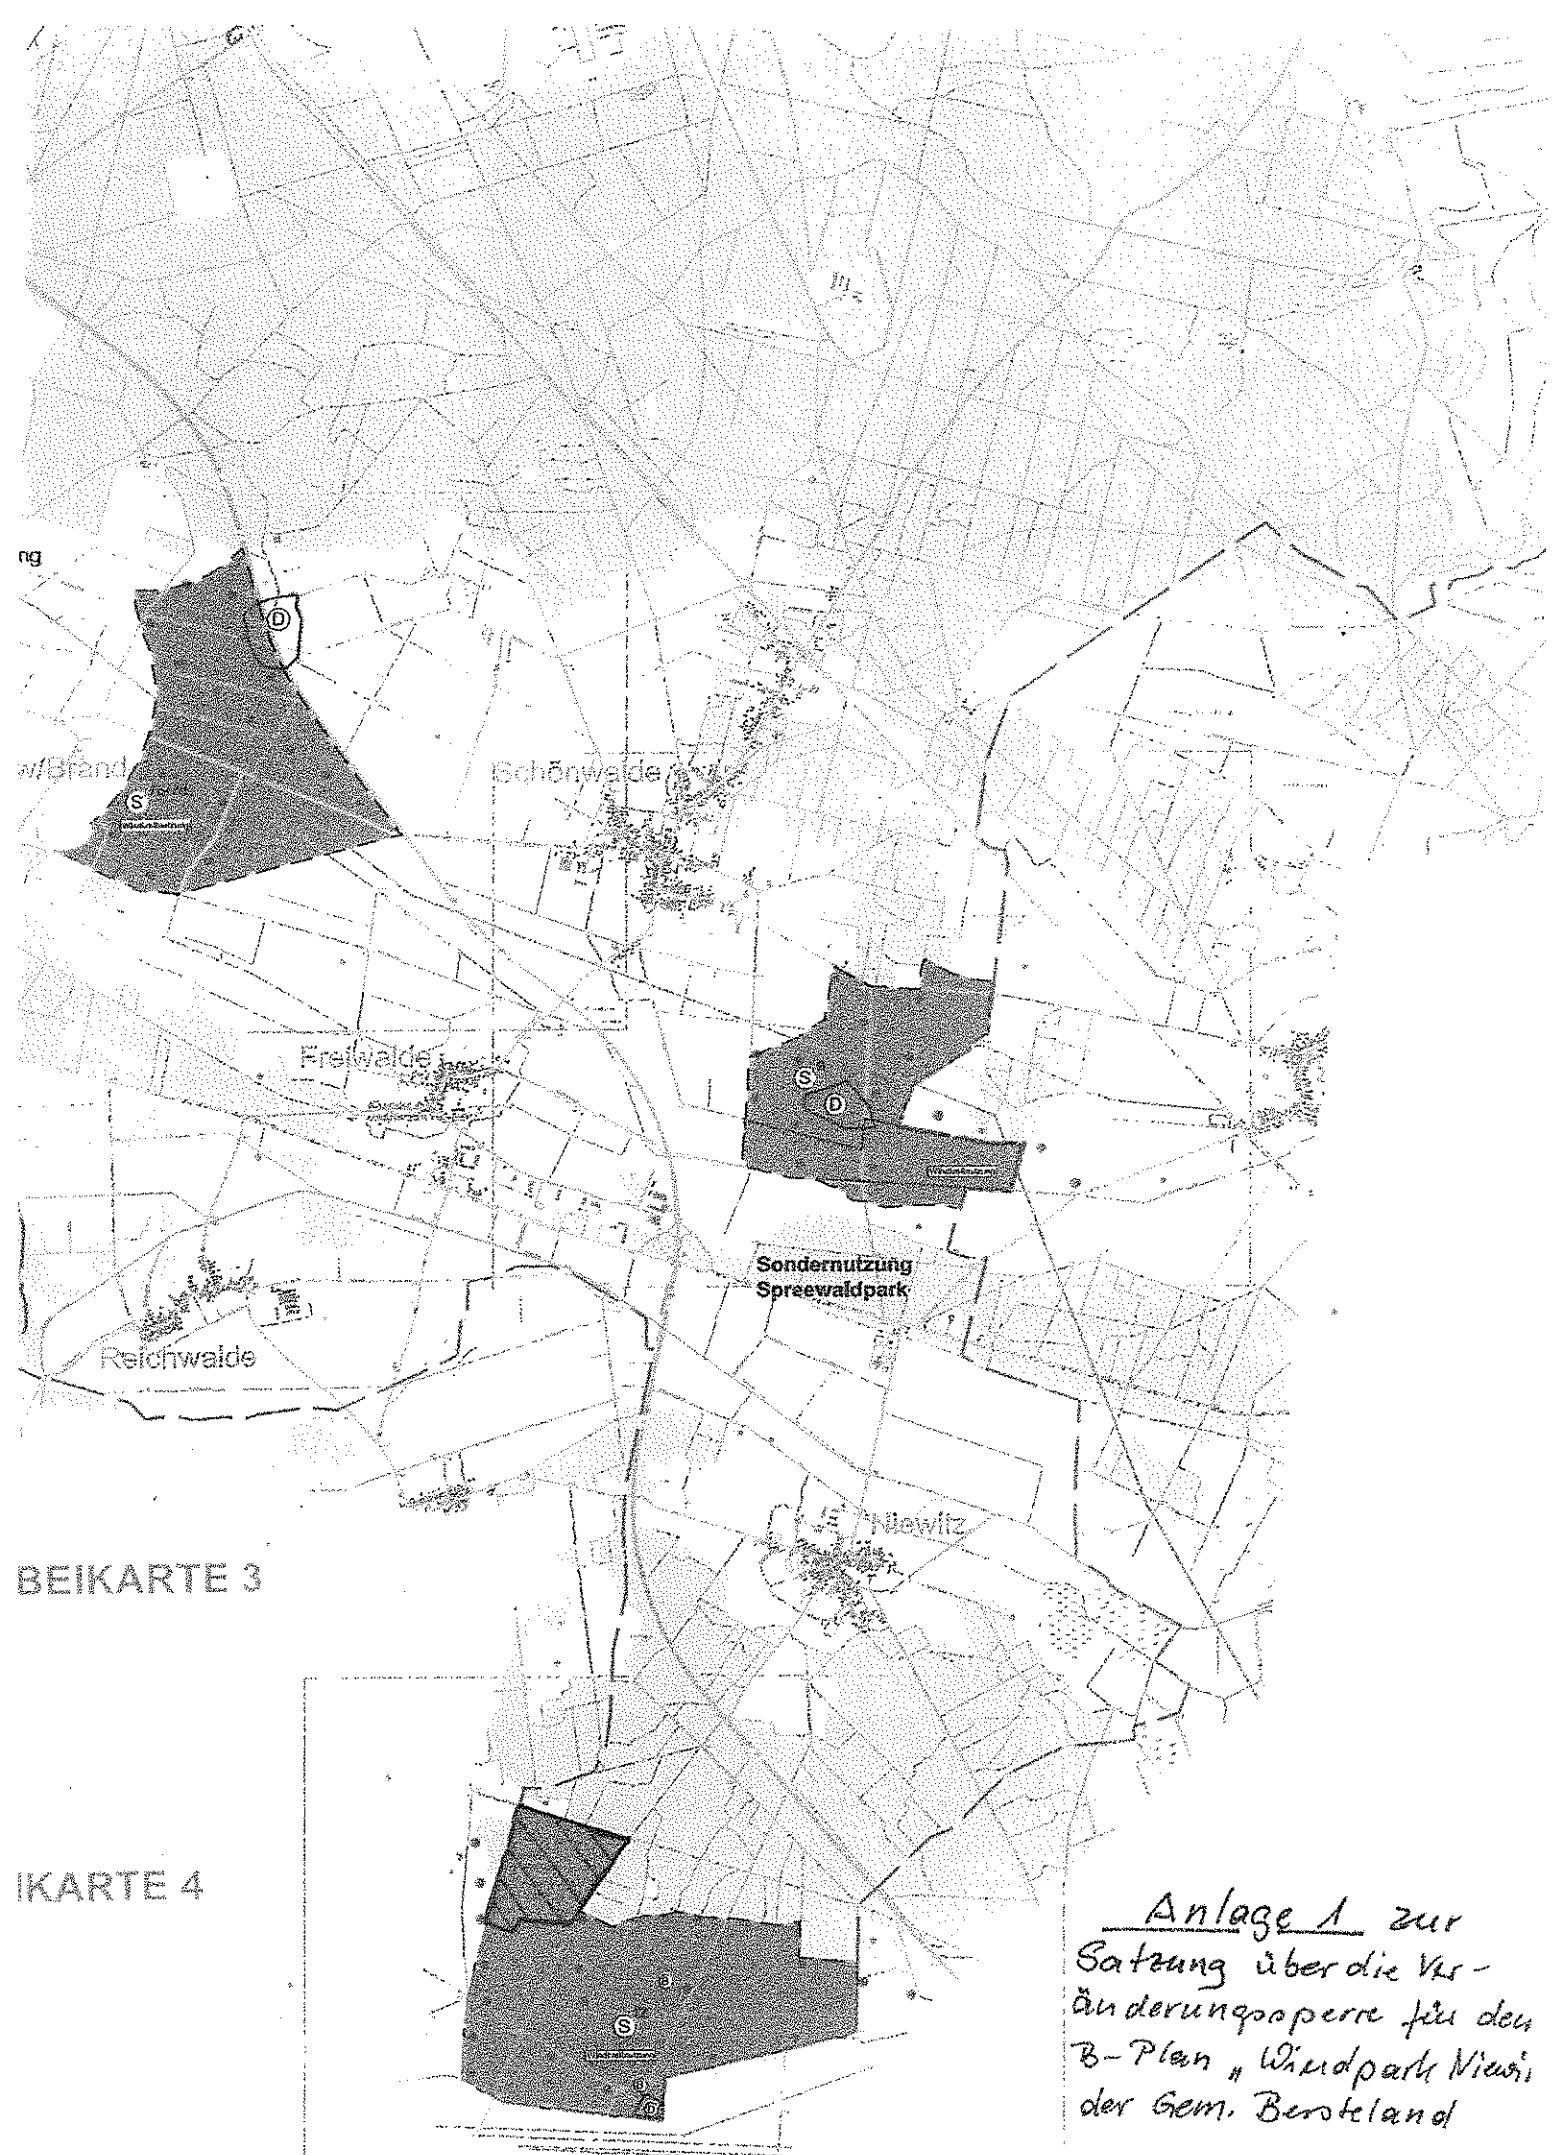 ng
D
w/Brand
S
Schönwalde
Freiwalde
S
D
Windkraftnutzung
Sondernutzung
Spreewaldpark
Reichwalde
Niewitz
BEIKARTE 3
IKARTE 4
S
D
Anlage 1 zur
Satzung über die Ver-
änderungssperre für den
B-Plan „Windpark
der Gem. Bersteland